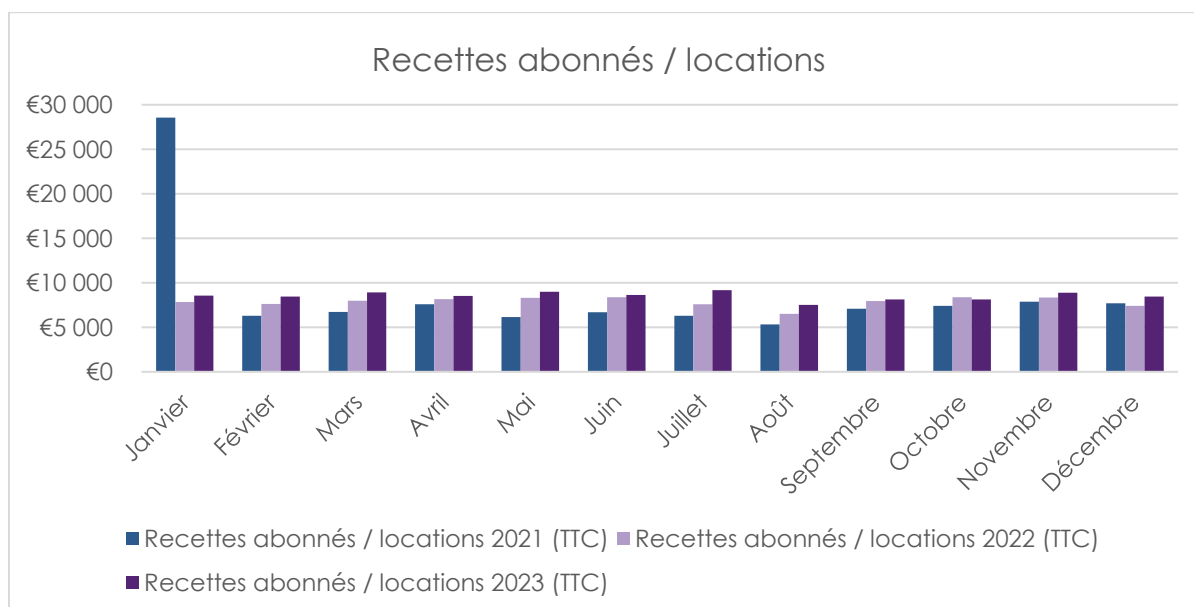 Recettes abonnés / locations
€30 000
€25 000
€20 000
€15 000
€10 000
€5 000
€0
Janvier
Février
Mars
Avril
Mai
Juin
Juillet
Août
Septembre
Octobre
Novembre
Décembre
Recettes abonnés / locations 2021 (TTC)
Recettes abonnés / locations 2022 (TTC)
Recettes abonnés / locations 2023 (TTC)